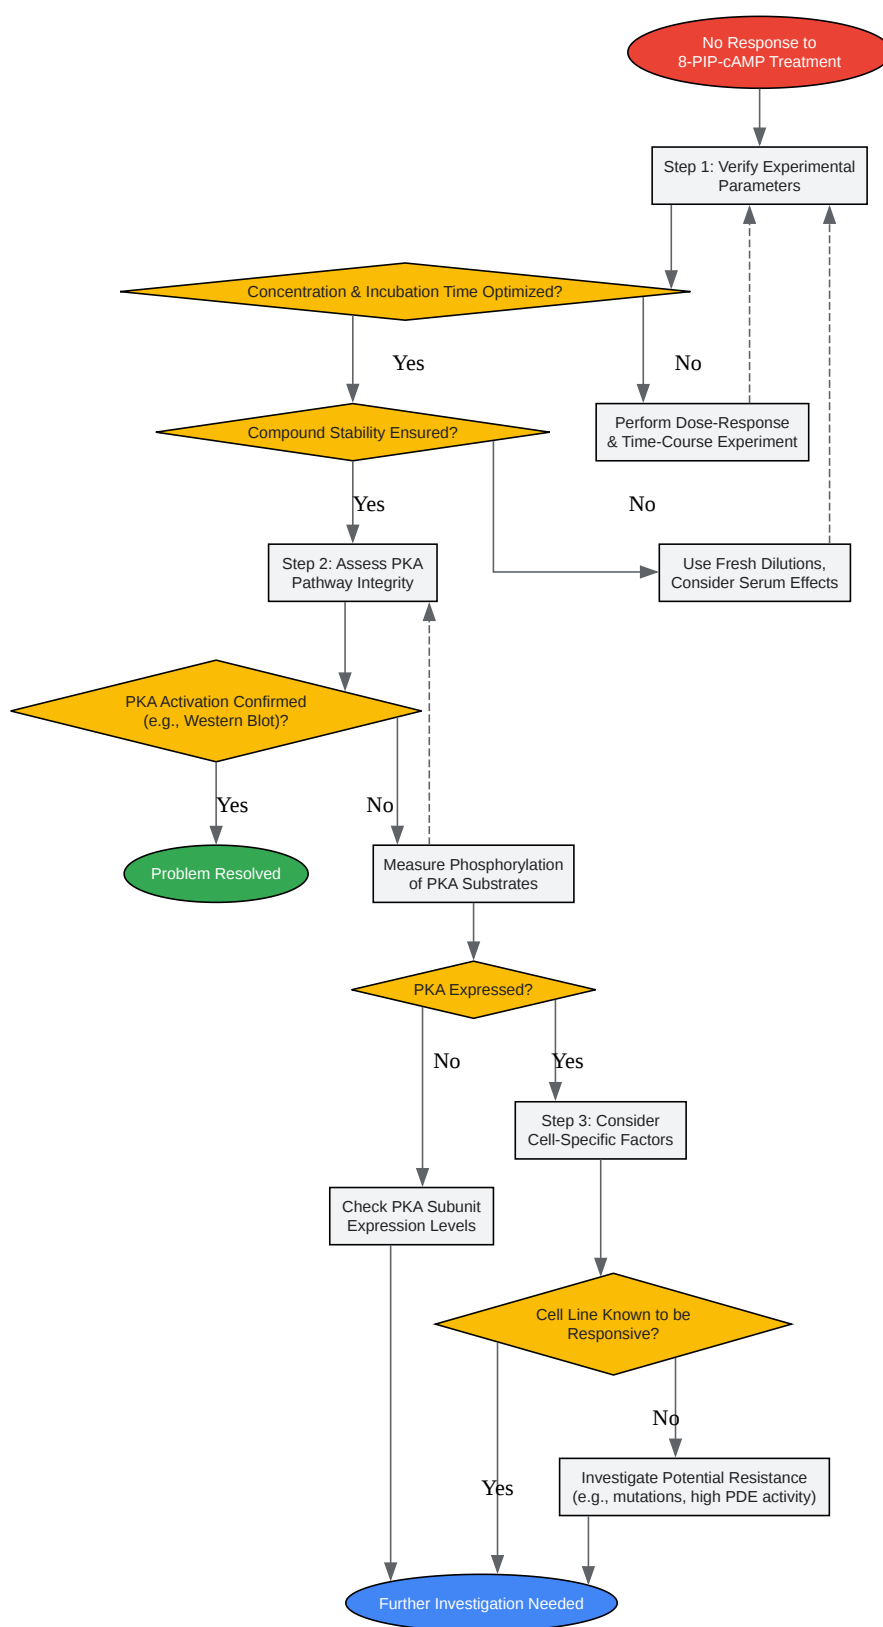 No Response to
8-PIP-cAMP Treatment
Step 1: Verify Experimental
Parameters
Concentration & Incubation Time Optimized?
Yes
No
Compound Stability Ensured?
Perform Dose-Response
& Time-Course Experiment
Yes
No
Step 2: Assess PKA
Pathway Integrity
Use Fresh Dilutions,
Consider Serum Effects
PKA Activation Confirmed
(e.g., Western Blot)?
Yes
No
Problem Resolved
Measure Phosphorylation
of PKA Substrates
PKA Expressed?
No
Yes
Step 3: Consider
Cell-Specific Factors
Check PKA Subunit
Expression Levels
Cell Line Known to be
Responsive?
No
Yes
Investigate Potential Resistance
(e.g., mutations, high PDE activity)
Further Investigation Needed